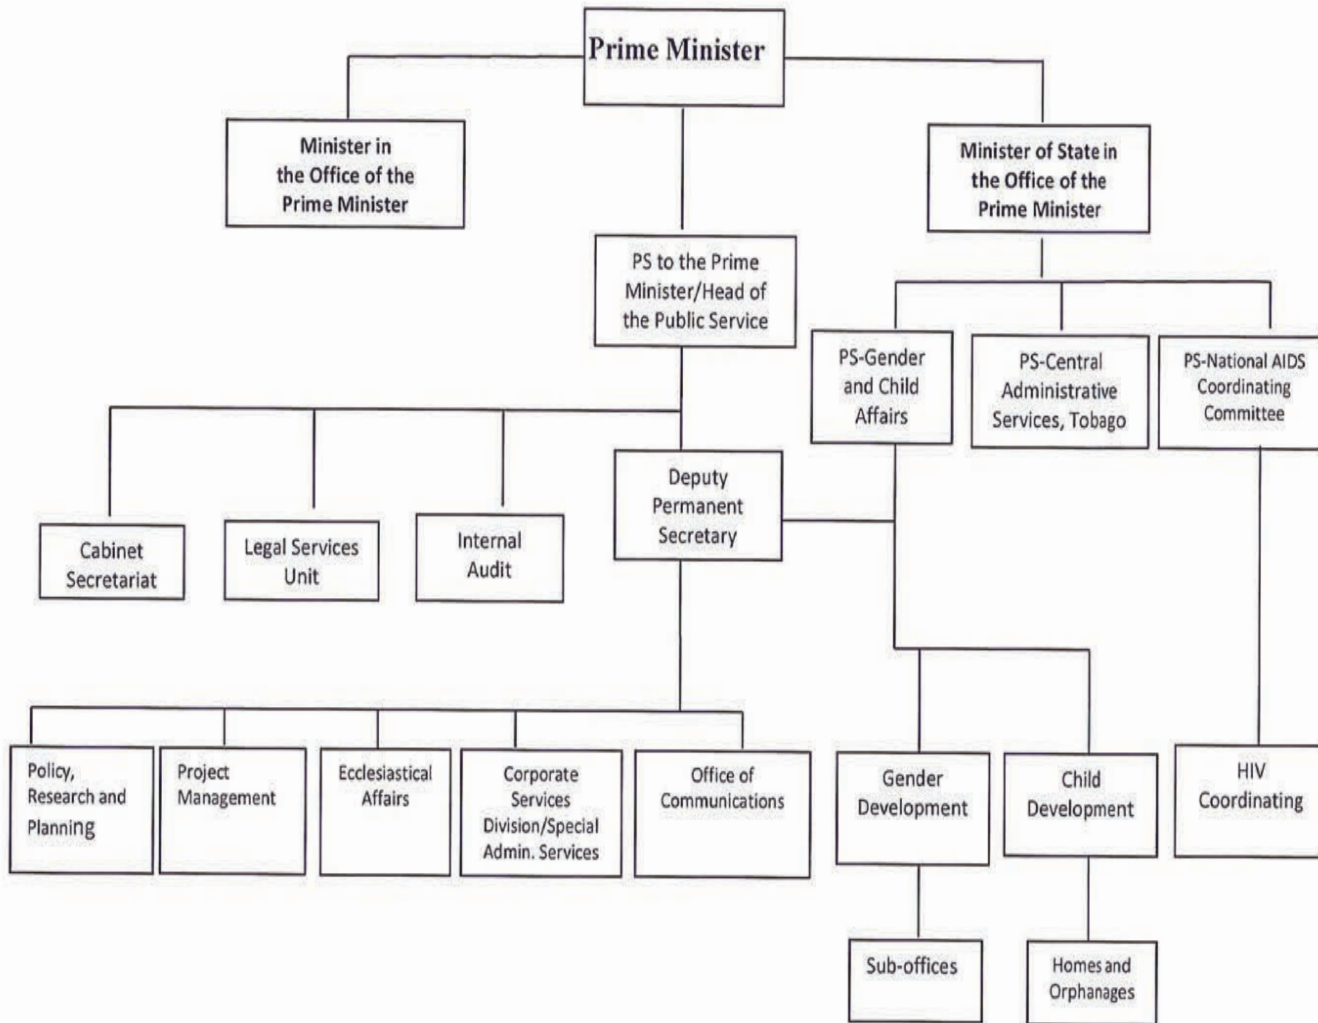 Prime Minister
Minister in
the Office of the
Prime Minister
Minister of State in
the Office of the
Prime Minister
PS to the Prime
Minister/Head of
the Public Service
PS-Gender
and Child
Affairs
PS-Central
Administrative
Services, Tobago
PS-National AIDS
Coordinating
Committee
Deputy
Permanent
Secretary
Cabinet
Secretariat
Legal Services
Unit
Internal
Audit
Policy,
Research and
Planning
Project
Management
Ecclesiastical
Affairs
Corporate
Services
Division/Special
Admin. Services
Office of
Communications
Gender
Development
Child
Development
HIV
Coordinating
Sub-offices
Homes and
Orphanages